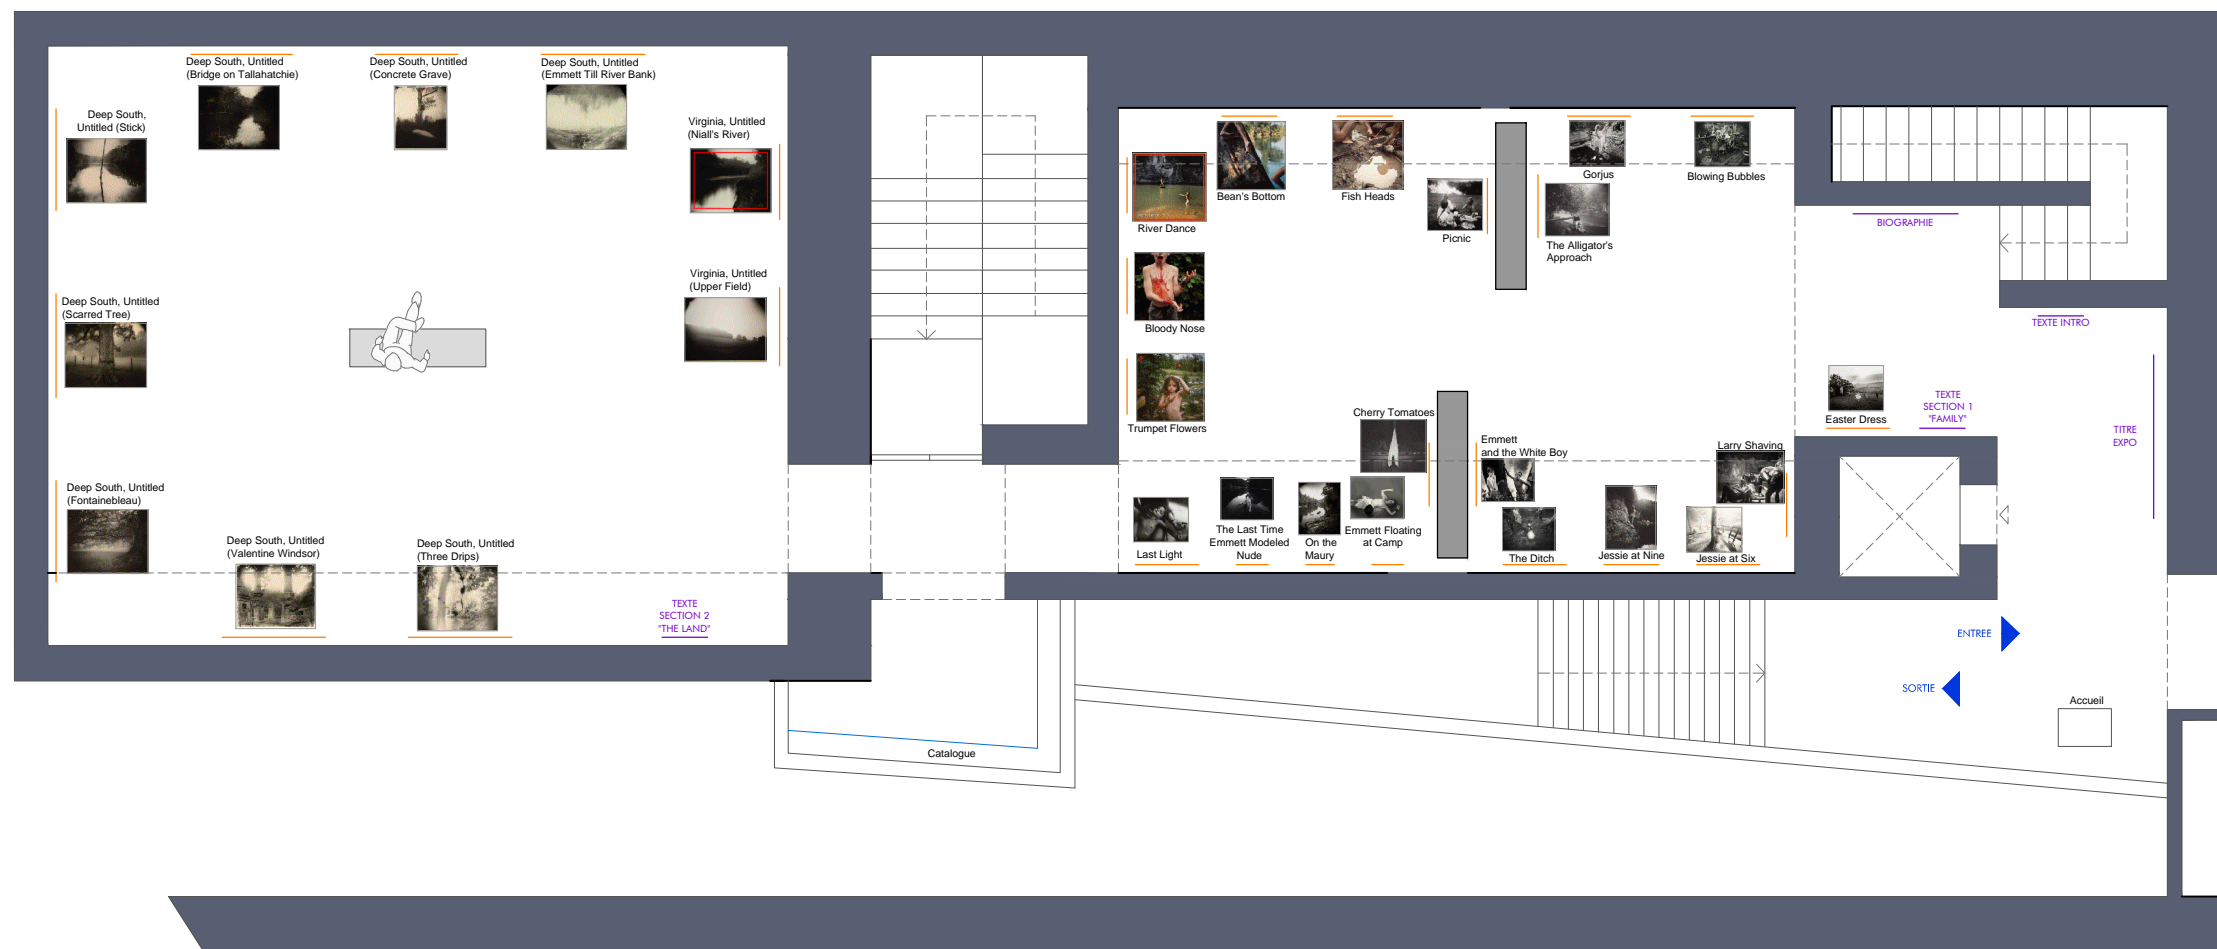 Deep South, Untitled
(Bridge on Tallahatchie)
Deep South, Untitled
(Concrete Grave)
Deep South, Untitled
(Emmett Till River Bank)
Deep South,
Untitled (Stick)
Virginia, Untitled
(Niall's River)
Virginia, Untitled
(Upper Field)
Deep South, Untitled
(Scarred Tree)
Deep South, Untitled
(Fontainebleau)
Deep South, Untitled
(Valentine Windsor)
Deep South, Untitled
(Three Drips)
TEXTE
SECTION 2
"THE LAND"
River Dance
Bean's Bottom
Fish Heads
Picnic
Gorjus
Blowing Bubbles
The Alligator's
Approach
Bloody Nose
Trumpet Flowers
Cherry Tomatoes
Emmett
and the White Boy
Larry Shaving
Last Light
The Last Time
Emmett Modeled
Nude
On the
Maury
Emmett Floating
at Camp
The Ditch
Jessie at Nine
Jessie at Six
BIOGRAPHIE
TEXTE INTRO
Easter Dress
TEXTE
SECTION 1
"FAMILY"
TITRE
EXPO
ENTREE
SORTIE
Accueil
Catalogue